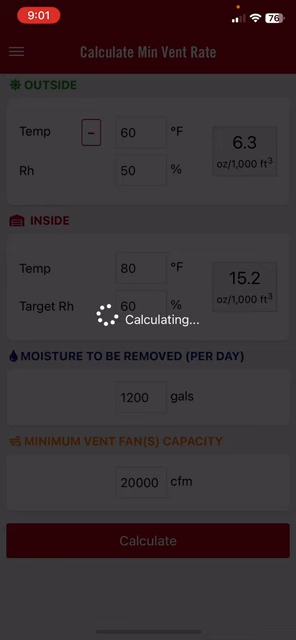 9:01
76
Calculate Min Vent Rate
OUTSIDE
Temp - 60 °F
6.3
oz/1,000 ft³
Rh 50 %
INSIDE
Temp 80 °F
15.2
oz/1,000 ft³
Target Rh 60 %
Calculating...
MOISTURE TO BE REMOVED (PER DAY)
1200 gals
MINIMUM VENT FAN(S) CAPACITY
20000 cfm
Calculate